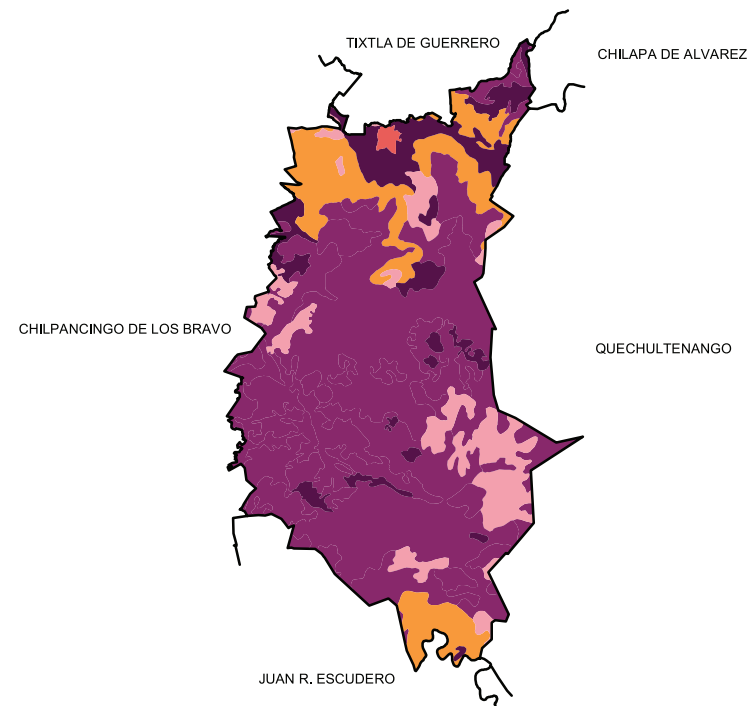 TIXTLA DE GUERRERO
CHILAPA DE ALVAREZ
CHILPANCINGO DE LOS BRAVO
QUECHULTENANGO
JUAN R. ESCUDERO